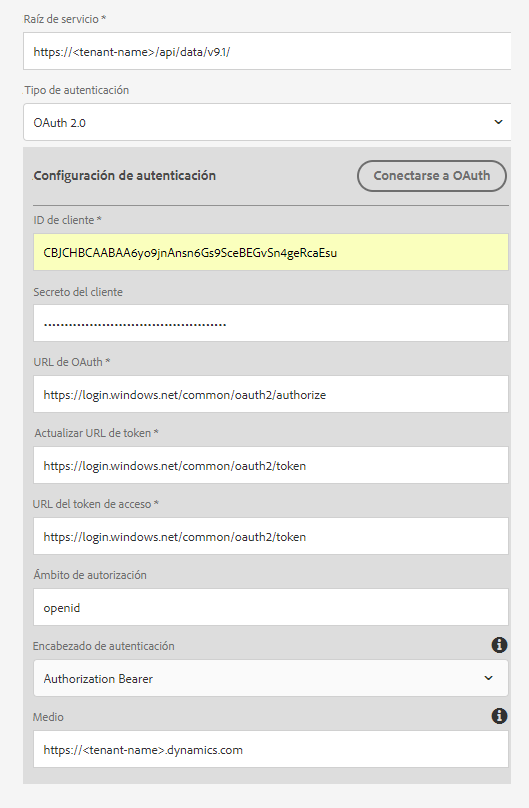 Raíz de servicio *
https://<tenant-name>/api/data/v9.1/
Tipo de autenticación
OAuth 2.0
Configuración de autenticación
Conectarse a OAuth
ID de cliente *
CBJCHBCAABAA6yo9jnAnsn6Gs9SceBEGvSn4geRcaEsu
Secreto del cliente
URL de OAuth *
https://login.windows.net/common/oauth2/authorize
Actualizar URL de token *
https://login.windows.net/common/oauth2/token
URL del token de acceso *
https://login.windows.net/common/oauth2/token
Ámbito de autorización
openid
Encabezado de autenticación
Authorization Bearer
Medio
https://<tenant-name>.dynamics.com